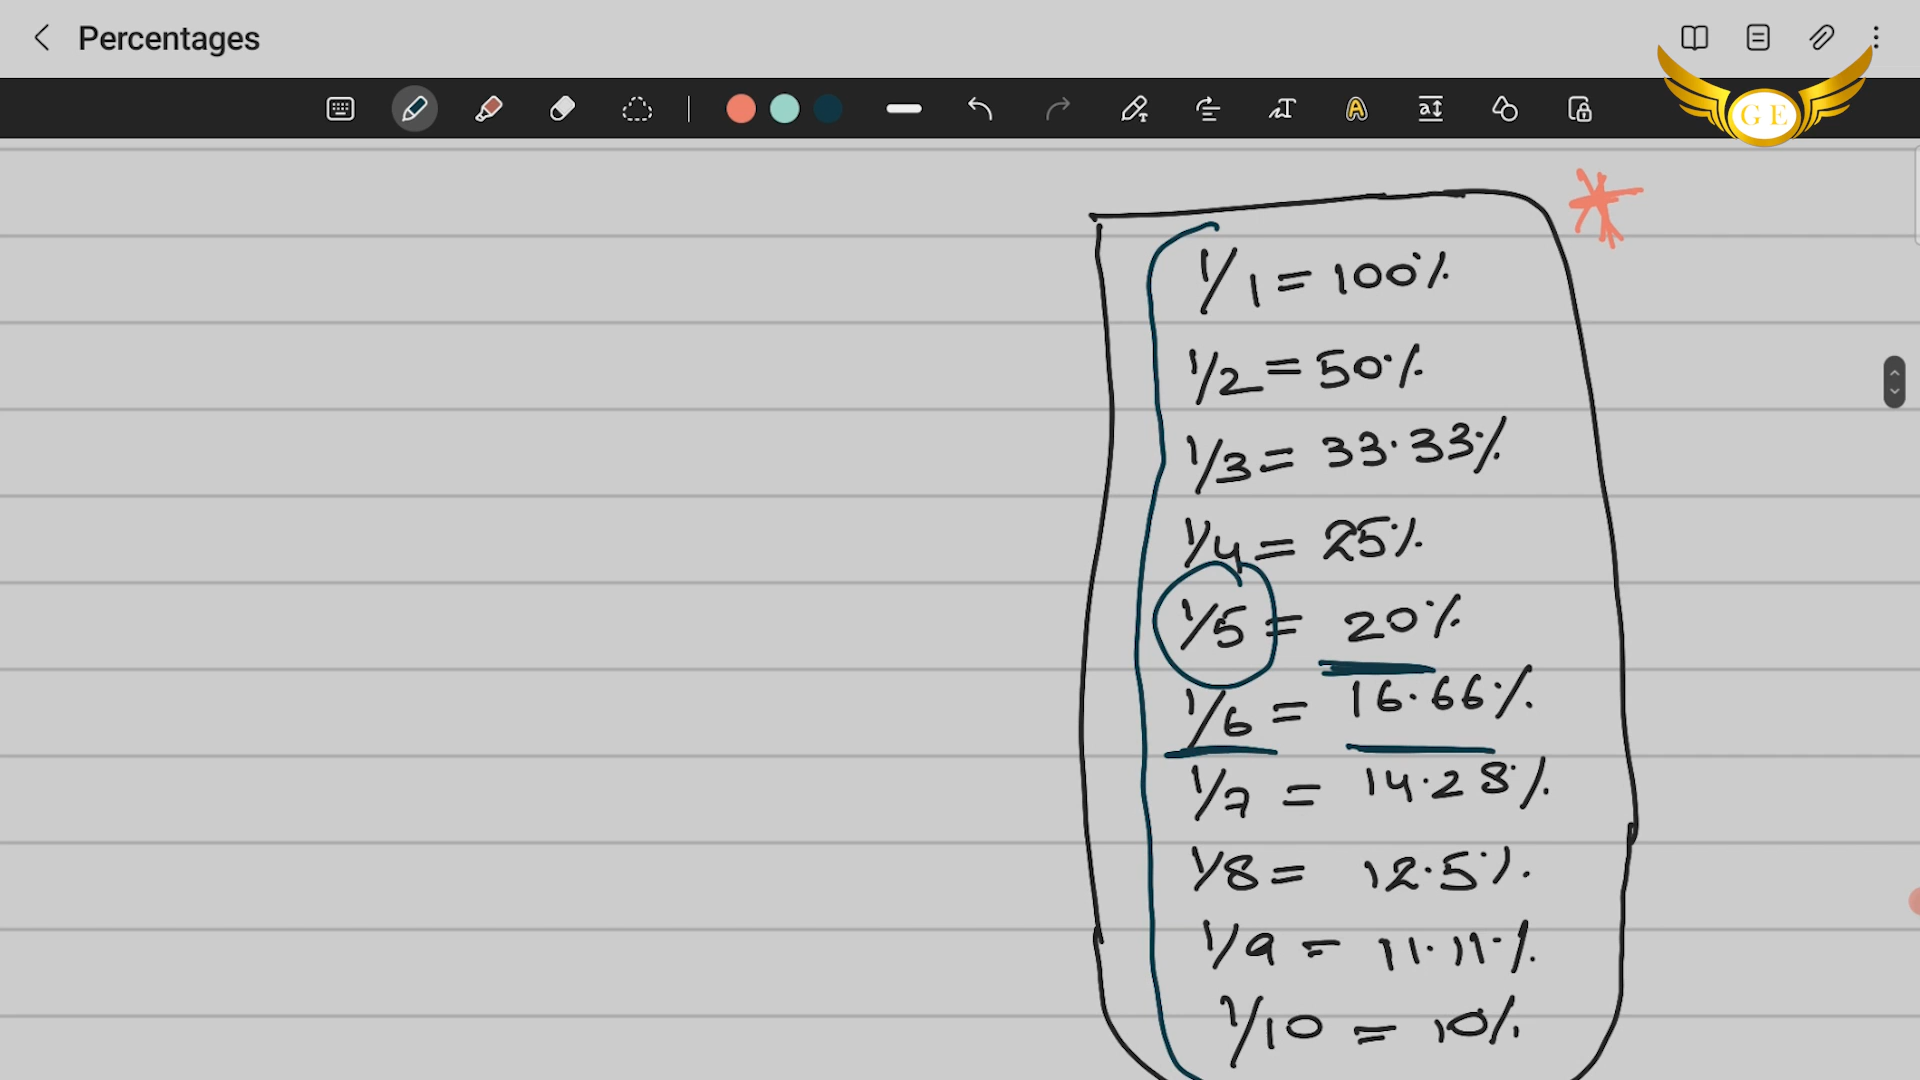 Percentages
G E
1/1 = 100%
1/2 = 50%
1/3 = 33.33%
1/4 = 25%
1/5 = 20%
1/6 = 16.66%
1/7 = 14.28%
1/8 = 12.5%
1/9 = 11.11%
1/10 = 10%